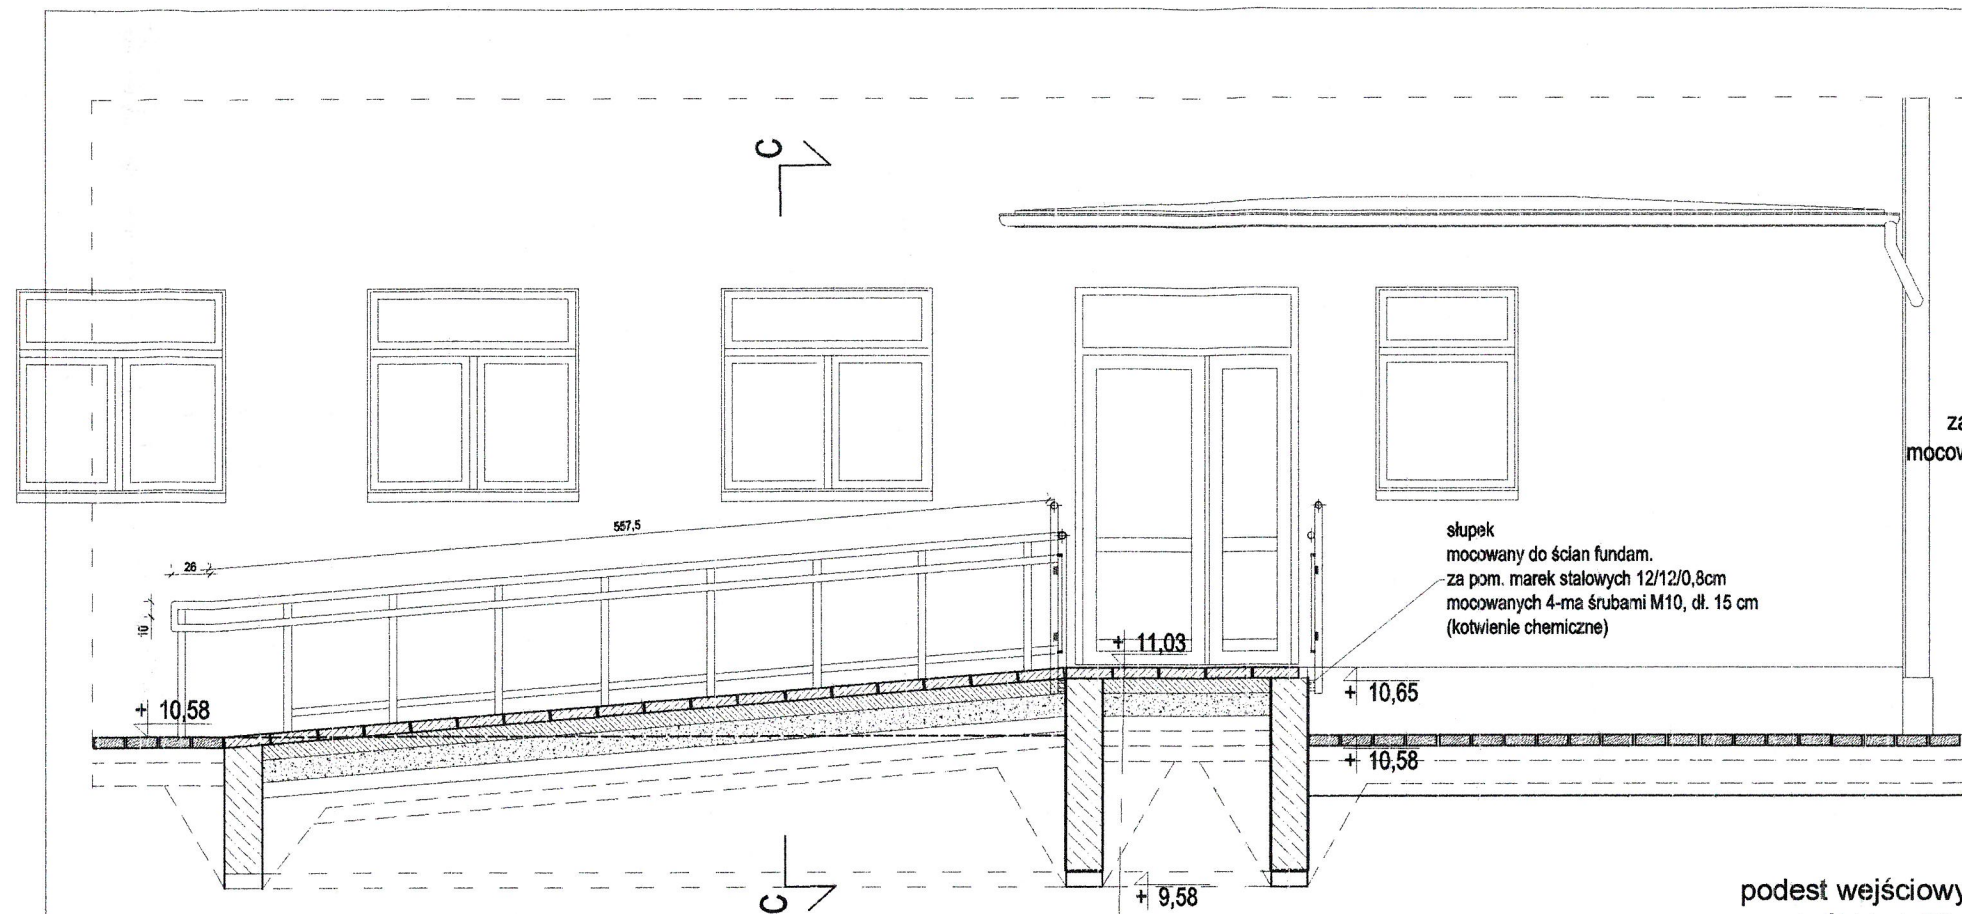 C
za
mocow
557,5
26
10
słupek
mocowany do ścian fundam.
za pom. marek stalowych 12/12/0,8cm
mocowanych 4-ma śrubami M10, dł. 15 cm
(kotwienie chemiczne)
+ 11,03
+ 10,58
+ 10,65
+ 10,58
+ 9,58
C
podest wejściowy